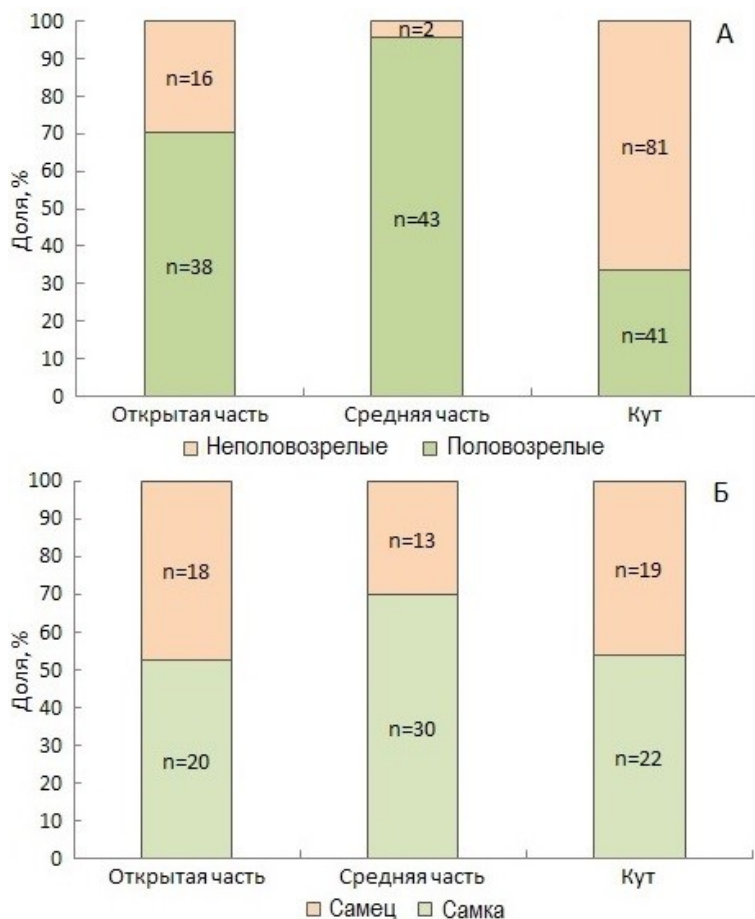 100
А
n=2
90
n=16
80
70
n=81
60
Доля, %
50
n=43
40
n=38
30
20
n=41
10
0
Открытая часть Средняя часть Кут
Неполовозрелые Половозрелые
100
Б
90
n=13
80
n=18
n=19
70
60
Доля, %
50
40
30
n=30
n=20
n=22
20
10
0
Открытая часть Средняя часть Кут
Самец Самка